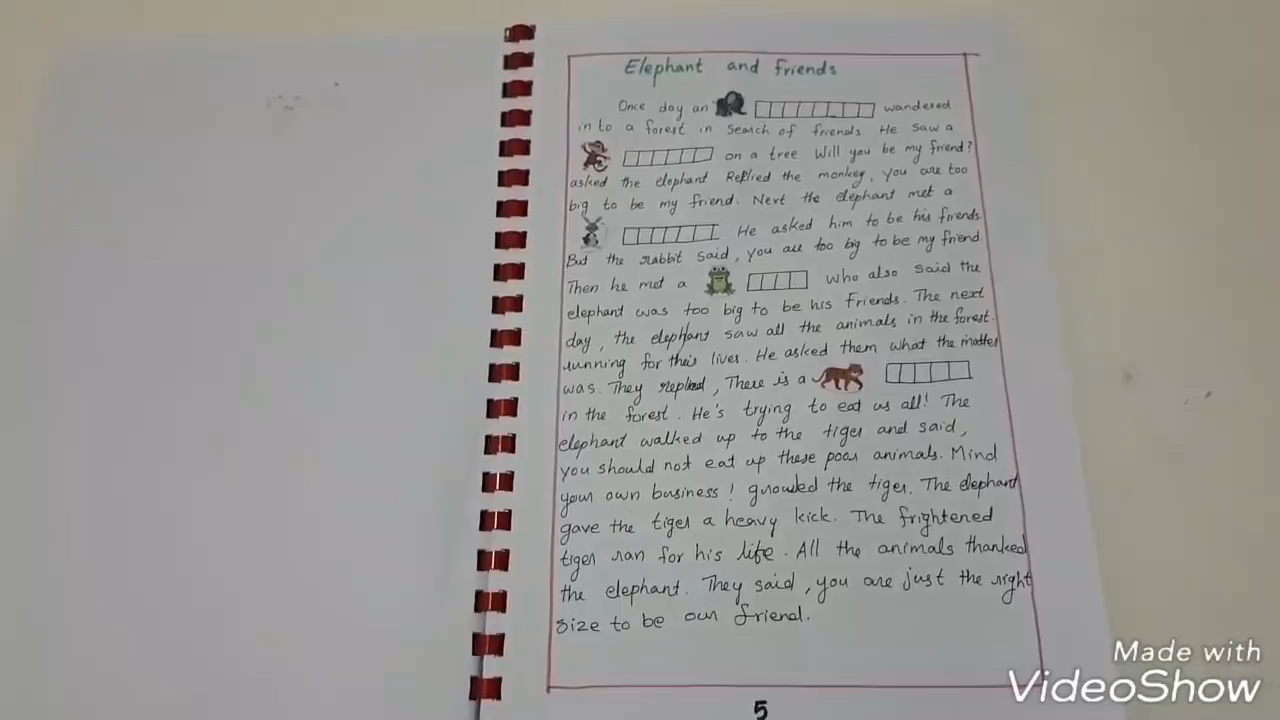 Elephant and friends
Once day an wandered
in to a forest in search of friends. He saw a
on a tree Will you be my friend?
asked the elephant Replied the monkey, you are too
big to be my friend. Next the elephant met a
He asked him to be his friends
But the rabbit said, you are too big to be my friend
Then he met a who also said the
elephant was too big to be his friends. The next
day, the elephant saw all the animals in the forest.
running for their lives. He asked them what the matter
was. They replied, There is a
in the forest. He's trying to eat us all! The
elephant walked up to the tiger and said,
you should not eat up these poor animals. Mind
your own business! growled the tiger. The elephant
gave the tiger a heavy kick. The frightened
tiger ran for his life. All the animals thanked
the elephant. They said, you are just the right
size to be our friend.
5
Made with
VideoShow